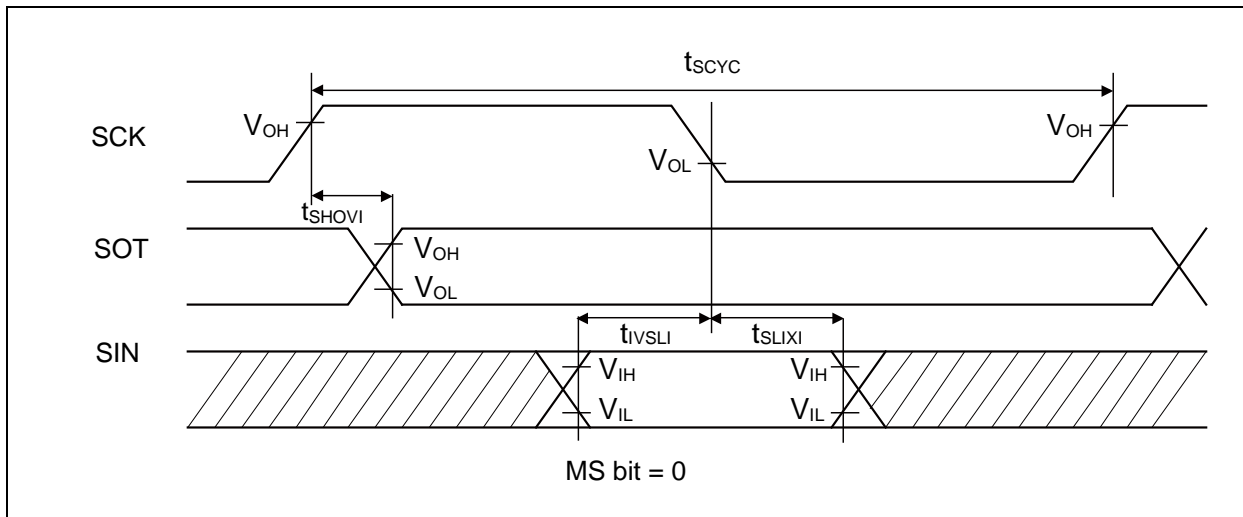 tSCYC
SCK
VOH
VOL
VOH
tSHOVI
SOT
VOH
VOL
SIN
tIVSLI
tSLIXI
VIH
VIL
VIH
VIL
MS bit = 0